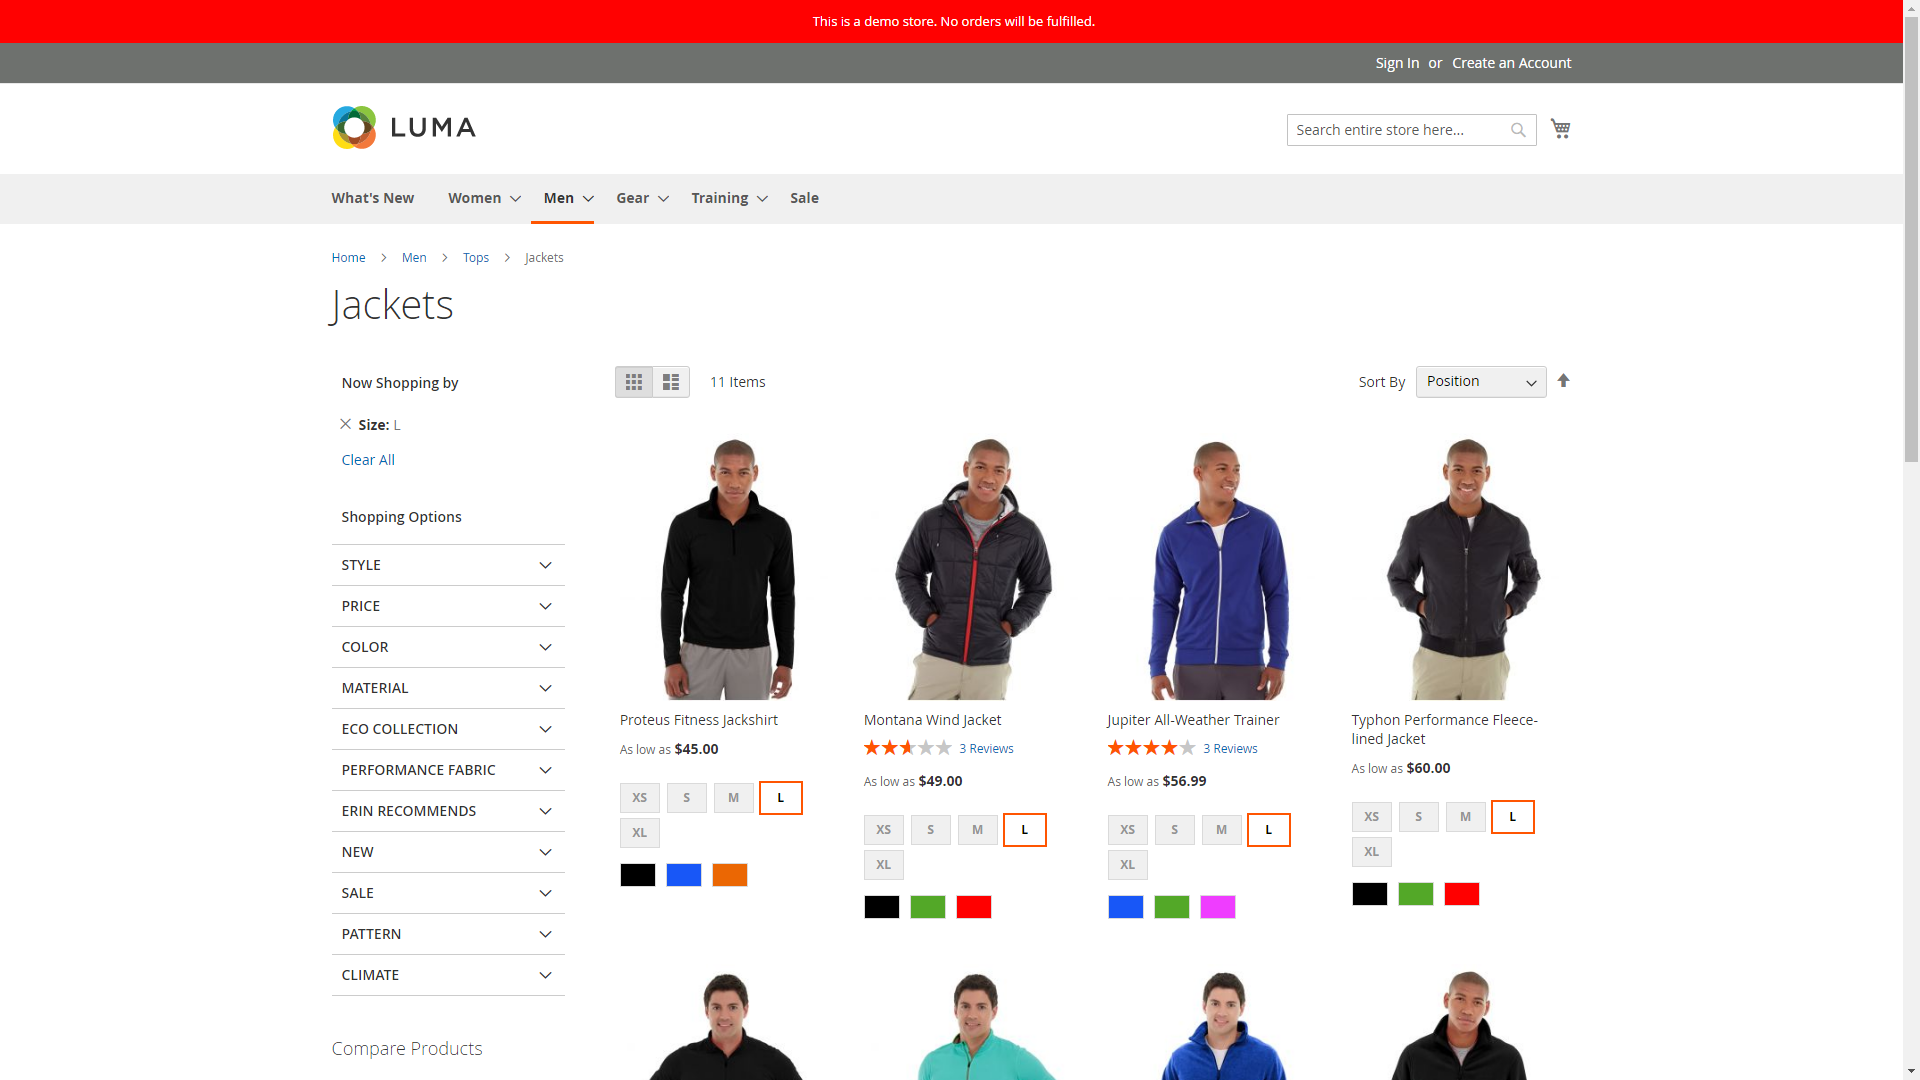 This is a demo store. No orders will be fulfilled.
Sign In or Create an Account
LUMA
Search entire store here...
What's New Women Men Gear Training Sale
Home Men Tops Jackets
Jackets
Now Shopping by
Size: L
Clear All
Shopping Options
STYLE
PRICE
COLOR
MATERIAL
ECO COLLECTION
PERFORMANCE FABRIC
ERIN RECOMMENDS
NEW
SALE
PATTERN
CLIMATE
Compare Products
11 Items
Sort By Position
Proteus Fitness Jackshirt
As low as $45.00
XS S M L
XL
Montana Wind Jacket
3 Reviews
As low as $49.00
XS S M L
XL
Jupiter All-Weather Trainer
3 Reviews
As low as $56.99
XS S M L
XL
Typhon Performance Fleece-
lined Jacket
As low as $60.00
XS S M L
XL